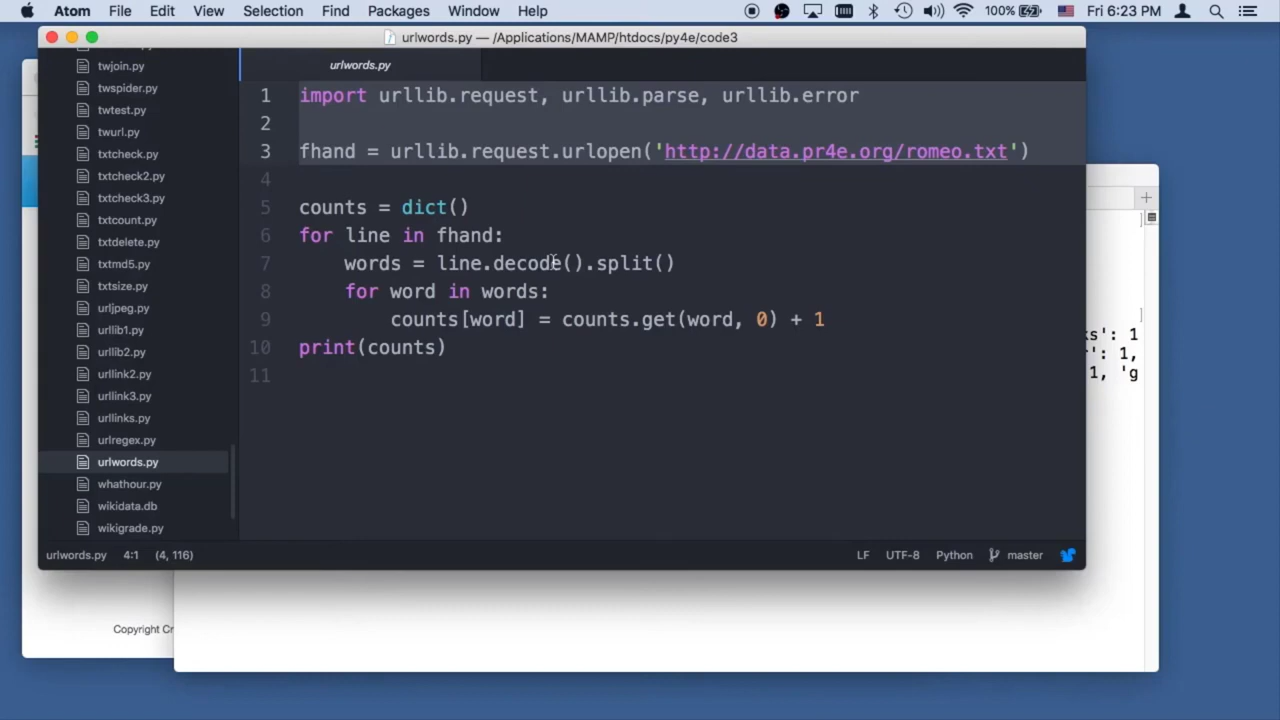 Atom File Edit View Selection Find Packages Window Help 100% Fri 6:23 PM
urlwords.py — /Applications/MAMP/htdocs/py4e/code3
urlwords.py
twjoin.py
twspider.py
twtest.py
twurl.py
txtcheck.py
txtcheck2.py
txtcheck3.py
txtcount.py
txtdelete.py
txtmd5.py
txtsize.py
urljpeg.py
urllib1.py
urllib2.py
urllink2.py
urllink3.py
urllinks.py
urlregex.py
urlwords.py
whathour.py
wikidata.db
wikigrade.py
1 import urllib.request, urllib.parse, urllib.error
2
3 fhand = urllib.request.urlopen('http://data.pr4e.org/romeo.txt')
4
5 counts = dict()
6 for line in fhand:
7 words = line.decode().split()
8 for word in words:
9 counts[word] = counts.get(word, 0) + 1
10 print(counts)
11
urlwords.py 4:1 (4, 116) LF UTF-8 Python master
ks': 1
': 1,
1, 'g
Copyright Cr